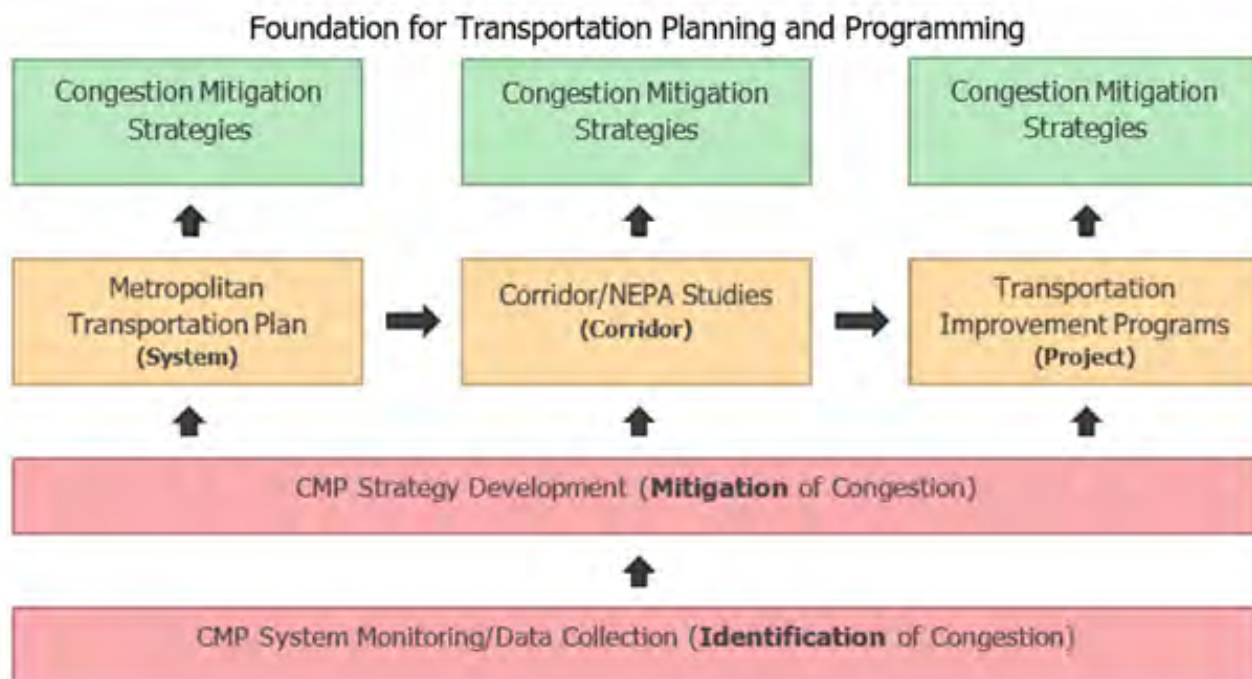 Foundation for Transportation Planning and Programming
Congestion Mitigation
Strategies
Congestion Mitigation
Strategies
Congestion Mitigation
Strategies
Metropolitan
Transportation Plan
(System)
Corridor/NEPA Studies
(Corridor)
Transportation
Improvement Programs
(Project)
CMP Strategy Development (Mitigation of Congestion)
CMP System Monitoring/Data Collection (Identification of Congestion)